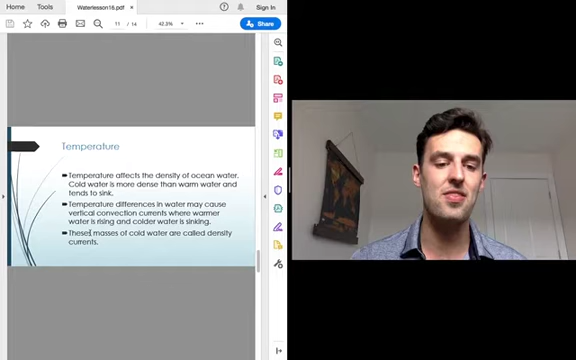 Home
Tools
Waterlesson16.pdf
Sign In
11 / 14
42.3%
Share
Temperature
Temperature affects the density of ocean water.
Cold water is more dense than warm water and
tends to sink.
Temperature differences in water may cause
vertical convection currents where warmer
water is rising and colder water is sinking.
These masses of cold water are called density
currents.